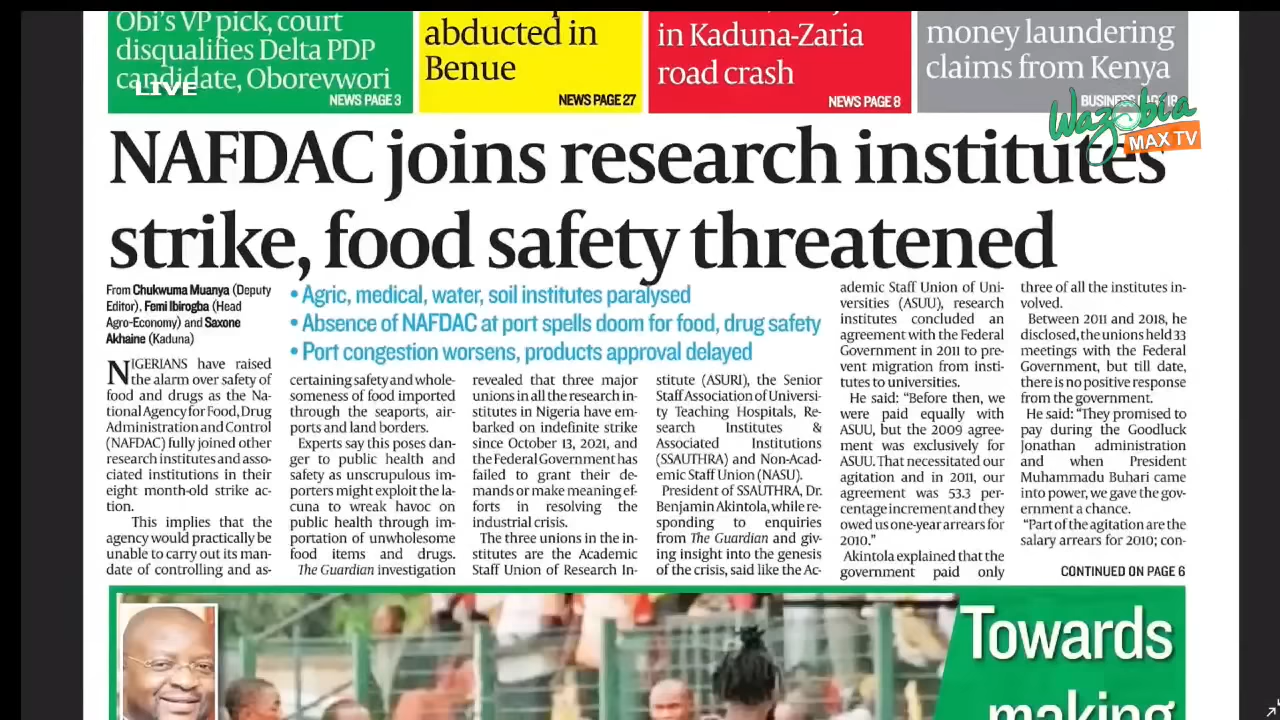 Obi's VP pick, court
disqualifies Delta PDP
candidate, Oborevwori
NEWS PAGE 3
LIVE
abducted in
Benue
NEWS PAGE 27
in Kaduna-Zaria
road crash
NEWS PAGE 8
money laundering
claims from Kenya
Wazobia
MAX TV
NAFDAC joins research institutes
strike, food safety threatened
From Chukwuma Muanya (Deputy
Editor), Femi Ibirogba (Head
Agro-Economy) and Saxone
Akhaine (Kaduna)
• Agric, medical, water, soil institutes paralysed
• Absence of NAFDAC at port spells doom for food, drug safety
• Port congestion worsens, products approval delayed
NIGERIANS have raised
the alarm over safety of
food and drugs as the Na-
tional Agency for Food, Drug
Administration and Control
(NAFDAC) fully joined other
research institutes and asso-
ciated institutions in their
eight month-old strike ac-
tion.
This implies that the
agency would practically be
unable to carry out its man-
date of controlling and as-
certaining safety and whole-
someness of food imported
through the seaports, air-
ports and land borders.
Experts say this poses dan-
ger to public health and
safety as unscrupulous im-
porters might exploit the la-
cuna to wreak havoc on
public health through im-
portation of unwholesome
food items and drugs.
The Guardian investigation
revealed that three major
unions in all the research in-
stitutes in Nigeria have em-
barked on indefinite strike
since October 13, 2021, and
the Federal Government has
failed to grant their de-
mands or make meaning ef-
forts in resolving the
industrial crisis.
The three unions in the in-
stitutes are the Academic
Staff Union of Research In-
stitute (ASURI), the Senior
Staff Association of Universi-
ty Teaching Hospitals, Re-
search Institutes &
Associated Institutions
(SSAUTHRA) and Non-Acad-
emic Staff Union (NASU).
President of SSAUTHRA, Dr.
Benjamin Akintola, while re-
sponding to enquiries
from The Guardian and giv-
ing insight into the genesis
of the crisis, said like the Ac-
ademic Staff Union of Uni-
versities (ASUU), research
institutes concluded an
agreement with the Federal
Government in 2011 to pre-
vent migration from insti-
tutes to universities.
He said: “Before then, we
were paid equally with
ASUU, but the 2009 agree-
ment was exclusively for
ASUU. That necessitated our
agitation and in 2011, our
agreement was 53.3 per-
centage increment and they
owed us one-year arrears for
2010.”
Akintola explained that the
government paid only
three of all the institutes in-
volved.
Between 2011 and 2018, he
disclosed, the unions held 33
meetings with the Federal
Government, but till date,
there is no positive response
from the government.
He said: “They promised to
pay during the Goodluck
Jonathan administration
and when President
Muhammadu Buhari came
into power, we gave the gov-
ernment a chance.
“Part of the agitation are the
salary arrears for 2010; con-
CONTINUED ON PAGE 6
Towards
making